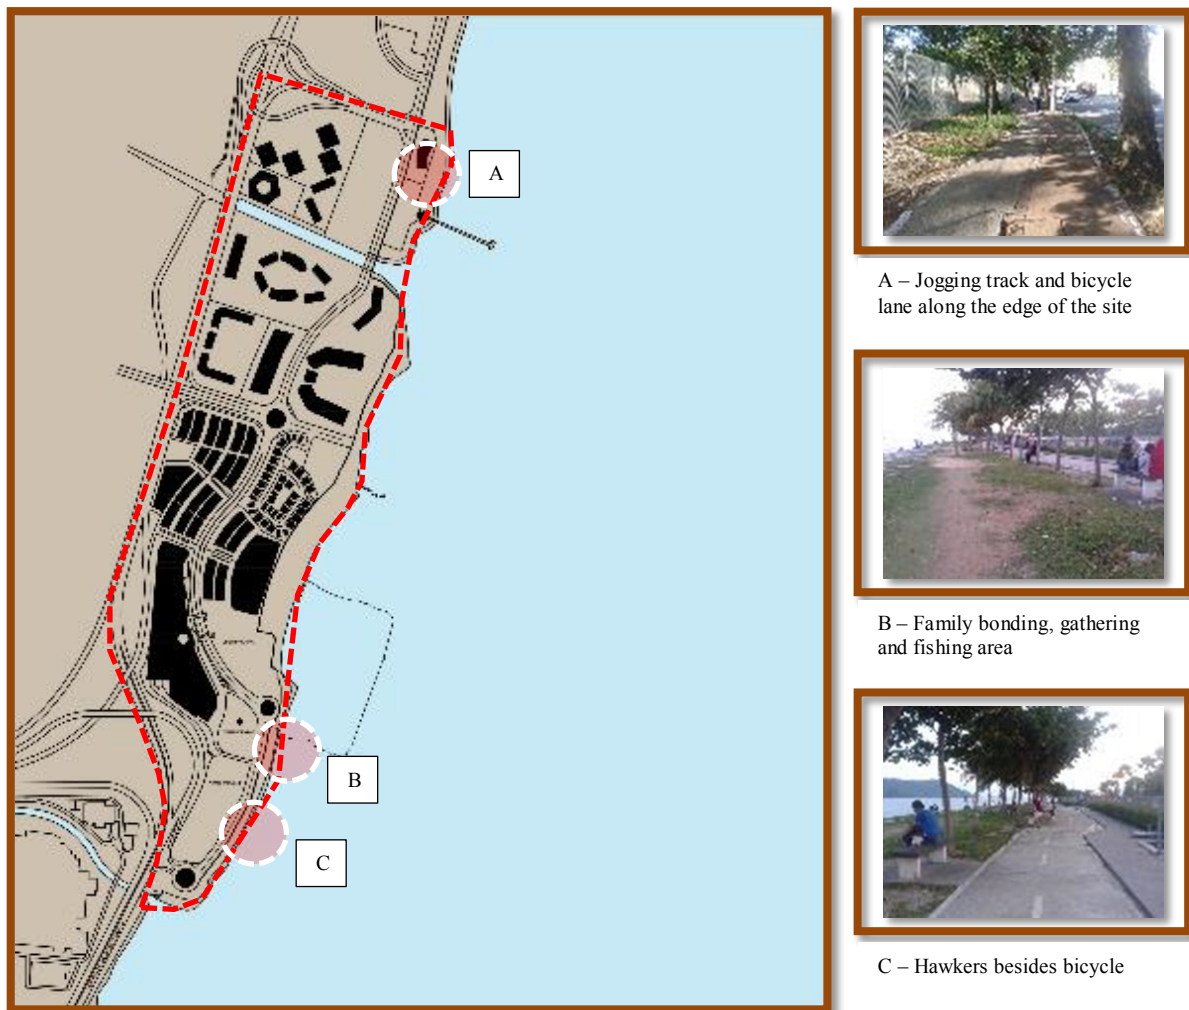 A
B
C
A – Jogging track and bicycle
lane along the edge of the site
B – Family bonding, gathering
and fishing area
C – Hawkers besides bicycle